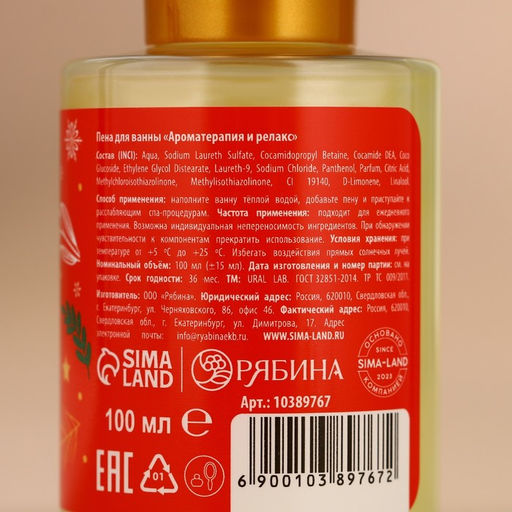 Пена для ванны «Ароматерапия и релакс»
Состав (INCI): Aqua, Sodium Laureth Sulfate, Cocamidopropyl Betaine, Cocamide DEA, Coco
Glucoside, Ethylene Glycol Distearate, Laureth-9, Sodium Chloride, Panthenol, Parfum, Citric Acid,
Methylchloroisothiazolinone, Methylisothiazolinone, CI 19140, D-Limonene, Linalool.
Способ применения: наполните ванну тёплой водой, добавьте пену и приступайте к
расслабляющим спа-процедурам. Частота применения: подходит для ежедневного
применения. Возможна индивидуальная непереносимость ингредиентов. При обнаружении
чувствительности к компонентам прекратить использование. Условия хранения: при
температуре от +5 °C до +25 °C. Избегать воздействия прямых солнечных лучей.
Номинальный объём: 100 мл (±15 мл). Дата изготовления и номер партии: см. на
упаковке. Срок годности: 36 мес. ТМ: URAL LAB. ГОСТ 32851-2014. ТР ТС 009/2011.
Изготовитель: ООО «Рябина». Юридический адрес: Россия, 620010, Свердловская обл.,
г. Екатеринбург, ул. Черняховского, 86, офис 46. Фактический адрес: Россия, 620010,
Свердловская обл., г. Екатеринбург, ул. Димитрова, 17. Адрес
электронной почты: info@ryabinaekb.ru. WWW.SIMA-LAND.RU
SIMA
LAND
РЯБИНА
ОСНОВАНО
SINCE
SIMA-LAND
2023
КОМПАНИЕЙ
Арт.: 10389767
100 мл ℮
EAC
01
6 900103 897672